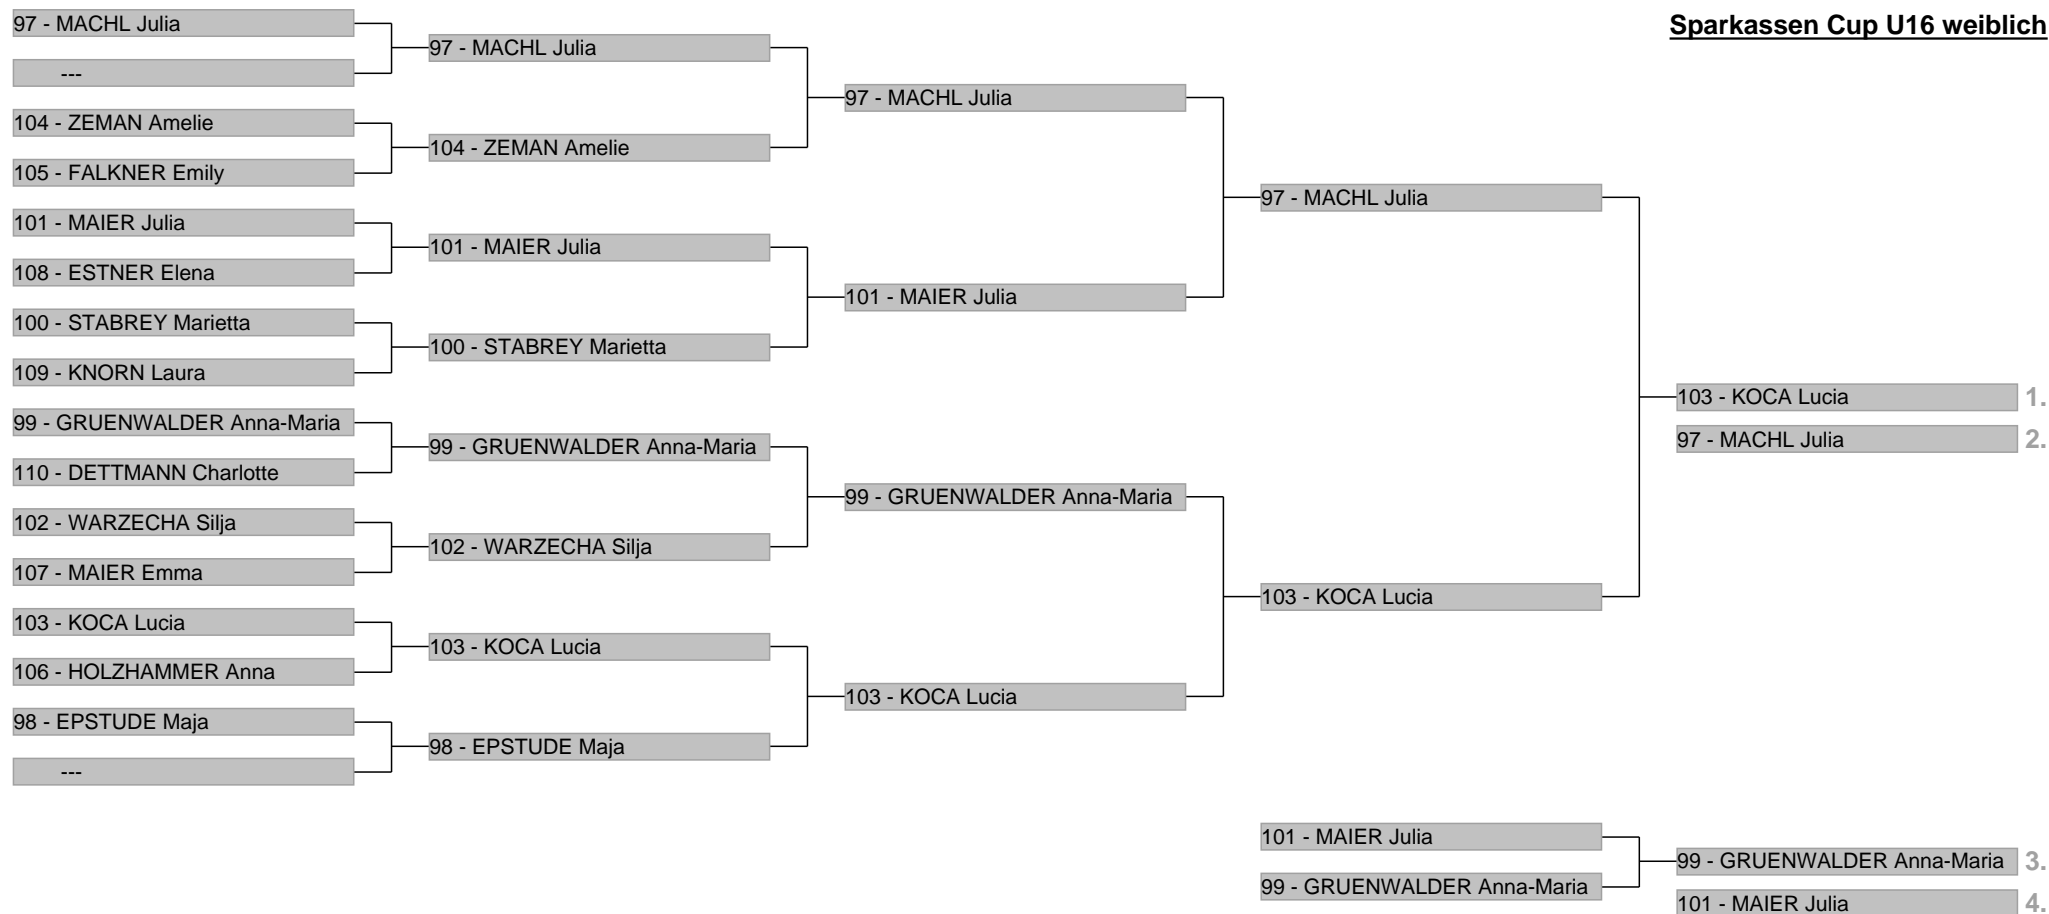 Sparkassen Cup U16 weiblich
97 - MACHL Julia
---
104 - ZEMAN Amelie
105 - FALKNER Emily
101 - MAIER Julia
108 - ESTNER Elena
100 - STABREY Marietta
109 - KNORN Laura
99 - GRUENWALDER Anna-Maria
110 - DETTMANN Charlotte
102 - WARZECHA Silja
107 - MAIER Emma
103 - KOCA Lucia
106 - HOLZHAMMER Anna
98 - EPSTUDE Maja
---
97 - MACHL Julia
104 - ZEMAN Amelie
101 - MAIER Julia
100 - STABREY Marietta
99 - GRUENWALDER Anna-Maria
102 - WARZECHA Silja
103 - KOCA Lucia
98 - EPSTUDE Maja
97 - MACHL Julia
101 - MAIER Julia
99 - GRUENWALDER Anna-Maria
103 - KOCA Lucia
97 - MACHL Julia
103 - KOCA Lucia
103 - KOCA Lucia 1.
97 - MACHL Julia 2.
101 - MAIER Julia
99 - GRUENWALDER Anna-Maria
99 - GRUENWALDER Anna-Maria 3.
101 - MAIER Julia 4.